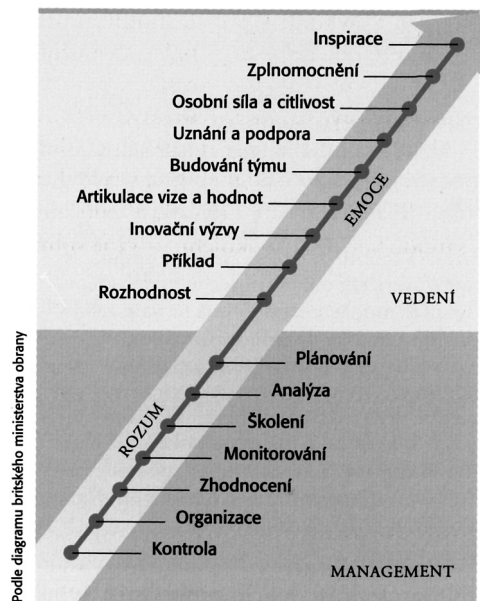 Inspirace
Zplnomocnění
Osobní síla a citlivost
Uznání a podpora
Budování týmu
Artikulace vize a hodnot
EMOCE
Inovační výzvy
Příklad
Rozhodnost
VEDENÍ
Plánování
Analýza
ROZUM
Školení
Monitorování
Zhodnocení
Organizace
Kontrola
MANAGEMENT
Podle diagramu britského ministerstva obrany